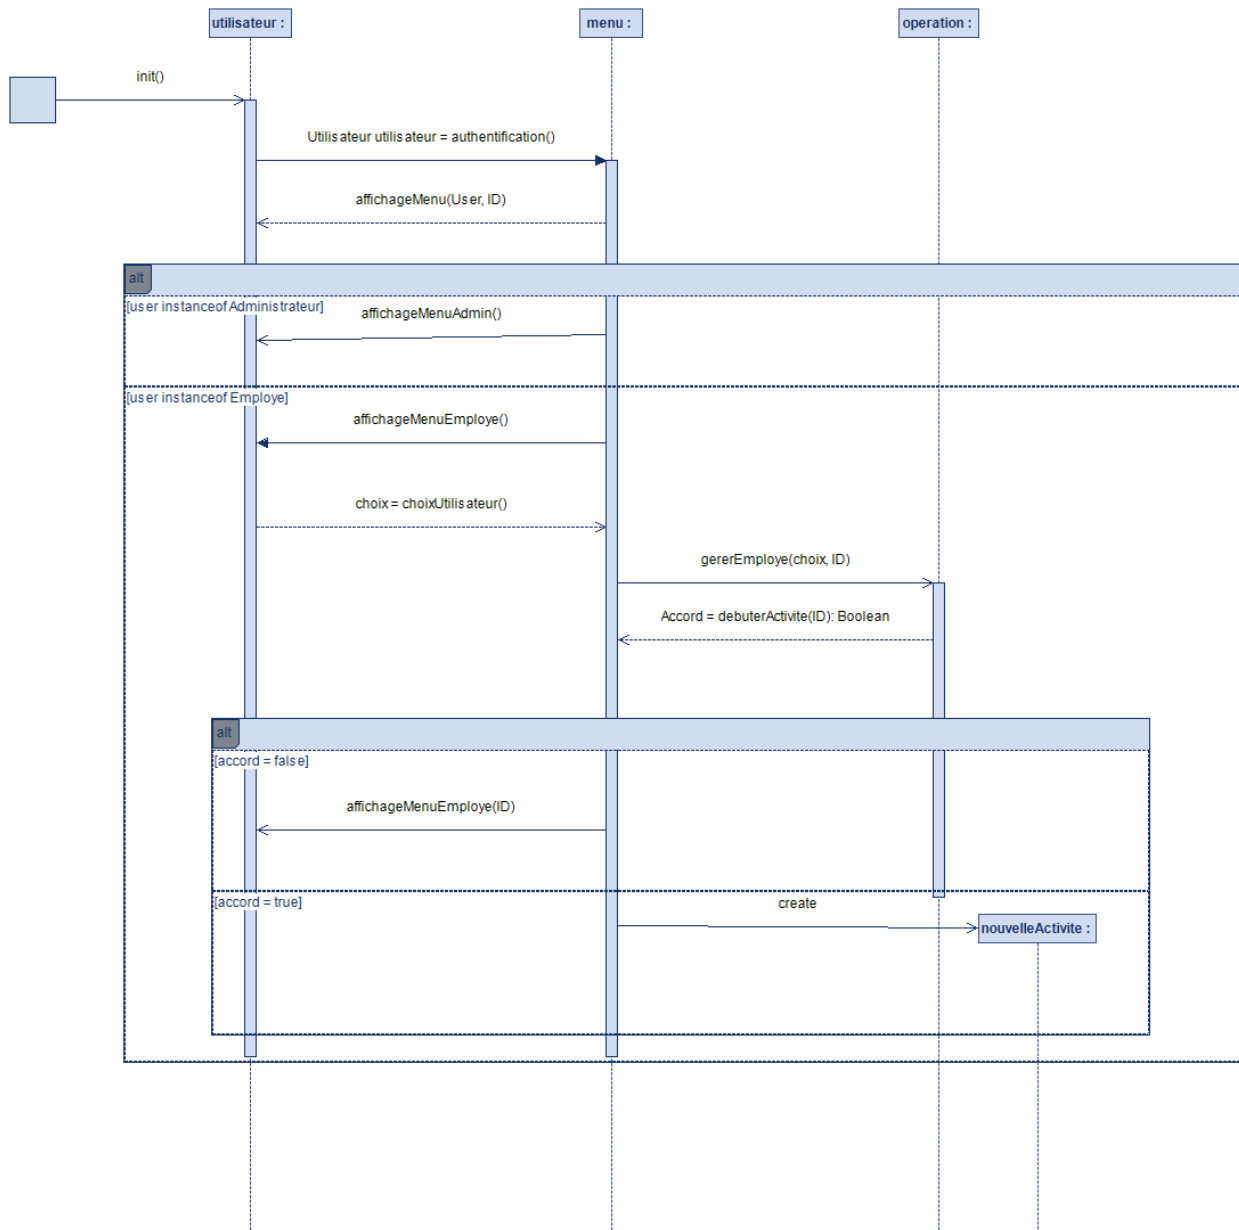 utilisateur :
menu :
operation :
init()
Utilisateur utilisateur = authentification()
affichageMenu(User, ID)
alt
[user instanceof Administrateur]
affichageMenuAdmin()
[user instanceof Employe]
affichageMenuEmploye()
choix = choixUtilisateur()
gererEmploye(choix, ID)
Accord = debuterActivite(ID): Boolean
alt
[accord = false]
affichageMenuEmploye(ID)
[accord = true]
create
nouvelleActivite :